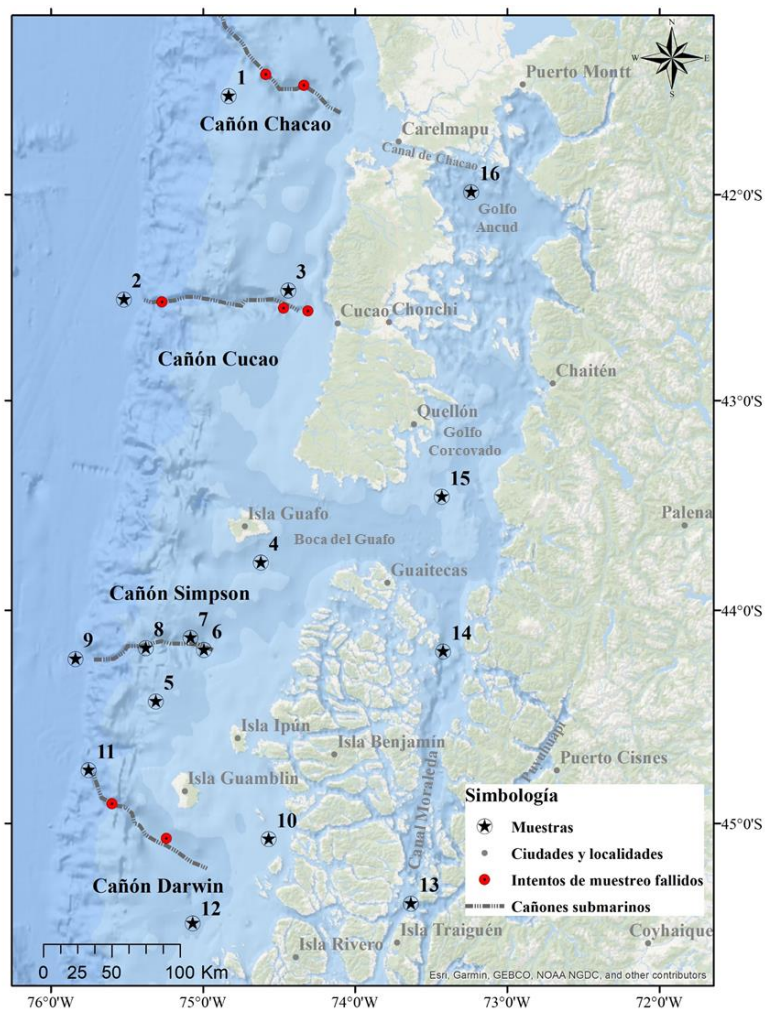 N
W E
S
1
Puerto Montt
Cañón Chacao
Carelmapu
Canal de Chacao
16
42°0'S
Golfo
Ancud
2
3
Cucao
Chonchi
Cañón Cucao
Chaitén
43°0'S
Quellón
Golfo
Corcovado
15
Isla Guafo
Palena
4
Boca del Guafo
Guaitecas
Cañón Simpson
44°0'S
7
8
6
9
14
5
Isla Ipún
Isla Benjamín
Puyuhuapi
11
Puerto Cisnes
Isla Guamblin
Simbología
10
Muestras
45°0'S
Canal Moraleda
Ciudades y localidades
Cañón Darwin
13
Intentos de muestreo fallidos
12
Cañones submarinos
Isla Traiguén
Coyhaique
Isla Rivero
0 25 50 100 Km
Esri, Garmin, GEBCO, NOAA NGDC, and other contributors
76°0'W 75°0'W 74°0'W 73°0'W 72°0'W